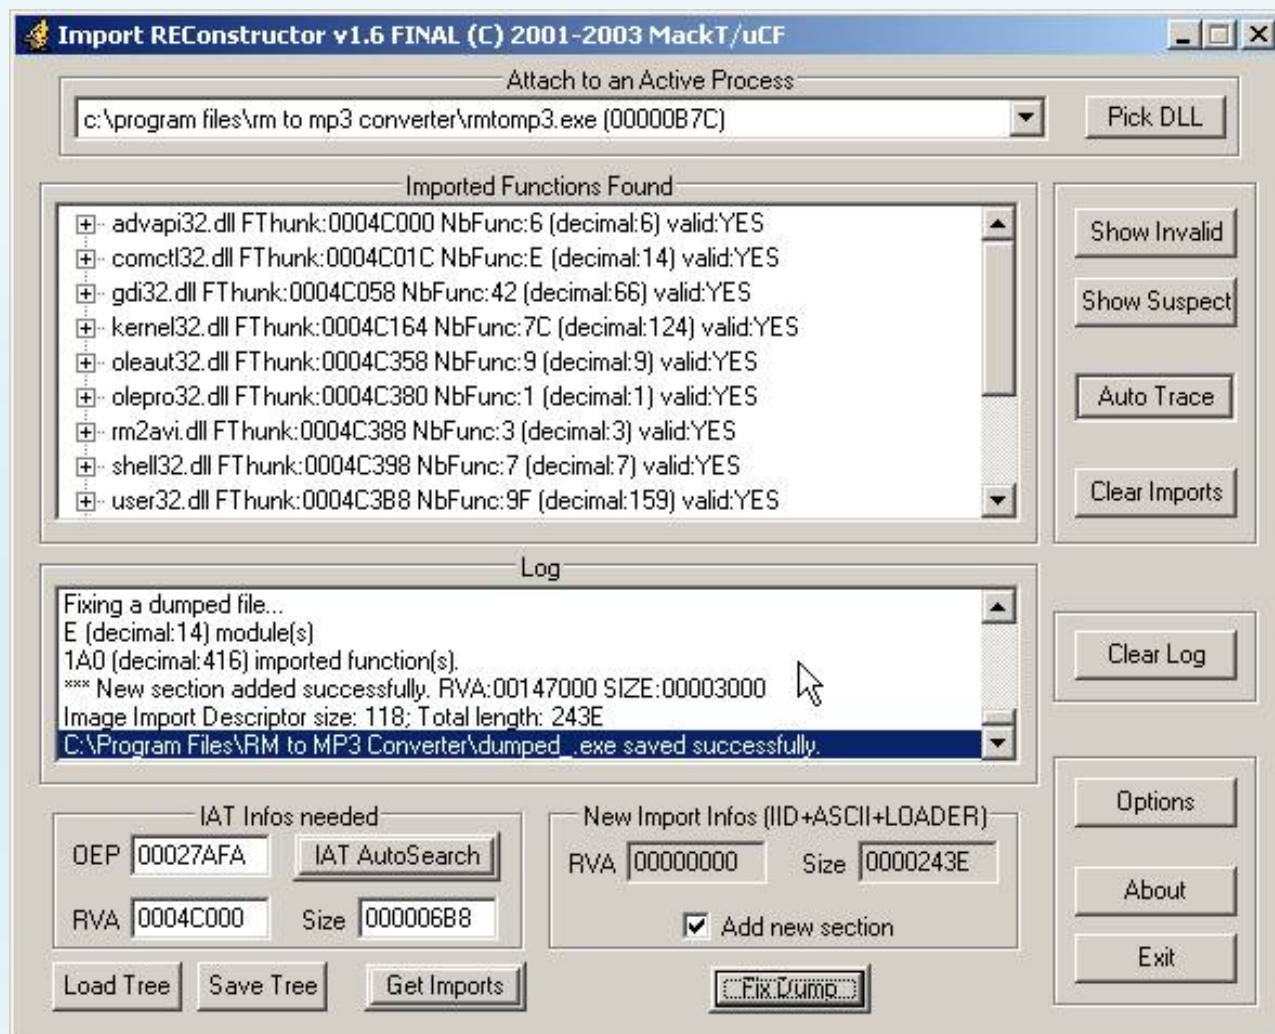 Import REConstructor v1.6 FINAL (C) 2001-2003 MackT/uCF
Attach to an Active Process
c:\program files\rm to mp3 converter\rmtomp3.exe (00000B7C)
Pick DLL
Imported Functions Found
advapi32.dll FThunk:0004C000 NbFunc:6 (decimal:6) valid:YES
comctl32.dll FThunk:0004C01C NbFunc:E (decimal:14) valid:YES
gdi32.dll FThunk:0004C058 NbFunc:42 (decimal:66) valid:YES
kernel32.dll FThunk:0004C164 NbFunc:7C (decimal:124) valid:YES
oleaut32.dll FThunk:0004C358 NbFunc:9 (decimal:9) valid:YES
olepro32.dll FThunk:0004C380 NbFunc:1 (decimal:1) valid:YES
rm2avi.dll FThunk:0004C388 NbFunc:3 (decimal:3) valid:YES
shell32.dll FThunk:0004C398 NbFunc:7 (decimal:7) valid:YES
user32.dll FThunk:0004C3B8 NbFunc:9F (decimal:159) valid:YES
Show Invalid
Show Suspect
Auto Trace
Clear Imports
Log
Fixing a dumped file...
E (decimal:14) module(s)
1A0 (decimal:416) imported function(s).
*** New section added successfully. RVA:00147000 SIZE:00003000
Image Import Descriptor size: 118; Total length: 243E
C:\Program Files\RM to MP3 Converter\dumped_.exe saved successfully.
Clear Log
IAT Infos needed
OEP 00027AFA IAT AutoSearch
RVA 0004C000 Size 000006B8
New Import Infos (IID+ASCII+LOADER)
RVA 00000000 Size 0000243E
Add new section
Options
About
Exit
Load Tree Save Tree Get Imports Fix Dump